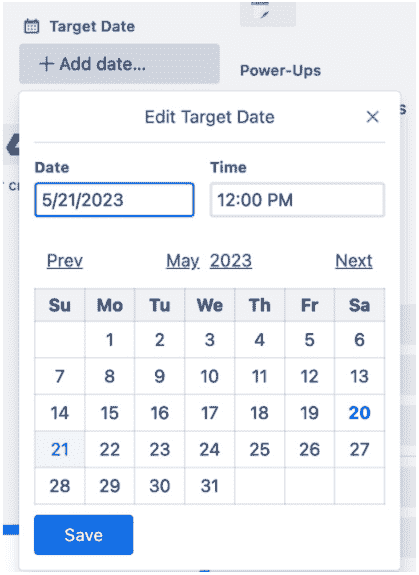 Target Date
+ Add date...
Power-Ups
Edit Target Date
Date Time
5/21/2023 12:00 PM
Prev May 2023 Next
Su Mo Tu We Th Fr Sa
1 2 3 4 5 6
7 8 9 10 11 12 13
14 15 16 17 18 19 20
21 22 23 24 25 26 27
28 29 30 31
Save